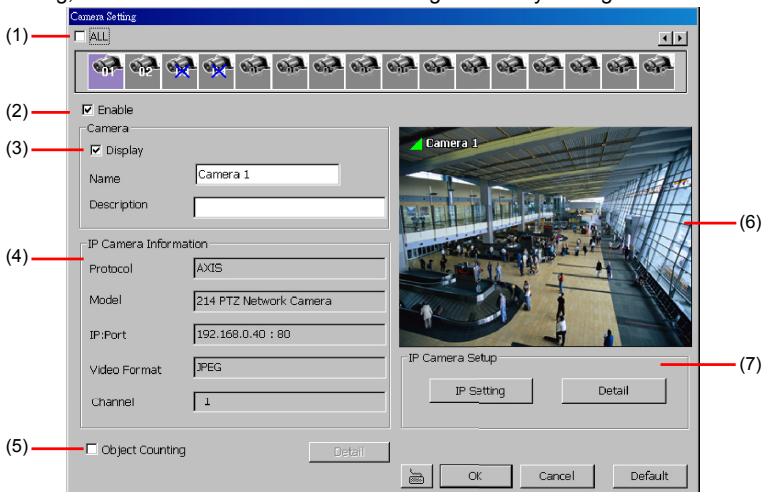 Camera Setting
(1)
ALL
01 02
(2)
Enable
Camera
(3)
Display
Name
Camera 1
Description
Camera 1
(6)
IP Camera Information
(4)
Protocol
AXIS
Model
214 PTZ Network Camera
IP:Port
192.168.0.40 : 80
Video Format
JPEG
Channel
1
IP Camera Setup
(7)
IP Setting
Detail
(5)
Object Counting
Detail
OK
Cancel
Default